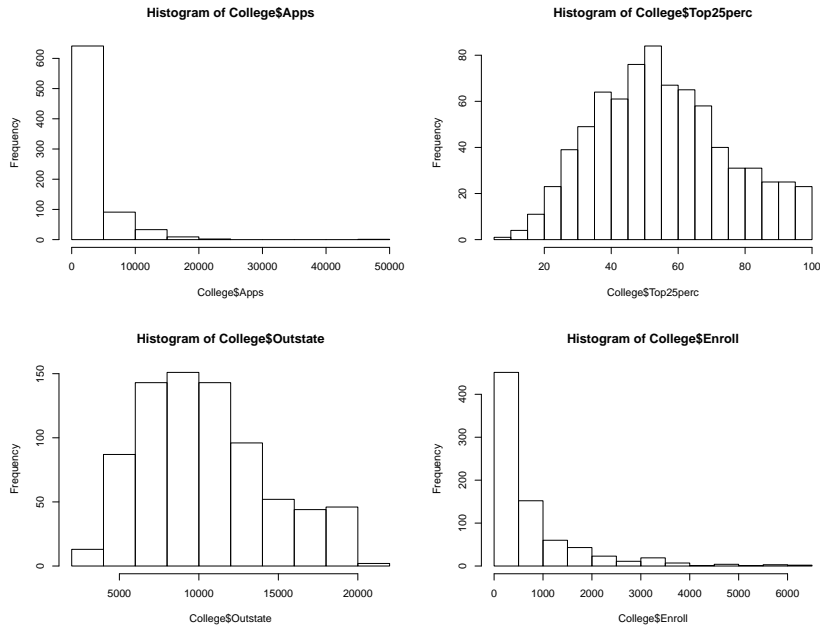 Histogram of College$Apps
Frequency
0
100
200
300
400
500
600
0 10000 20000 30000 40000 50000
College$Apps
Histogram of College$Top25perc
Frequency
0
20
40
60
80
20 40 60 80 100
College$Top25perc
Histogram of College$Outstate
Frequency
0
50
100
150
5000 10000 15000 20000
College$Outstate
Histogram of College$Enroll
Frequency
0
100
200
300
400
0 1000 2000 3000 4000 5000 6000
College$Enroll